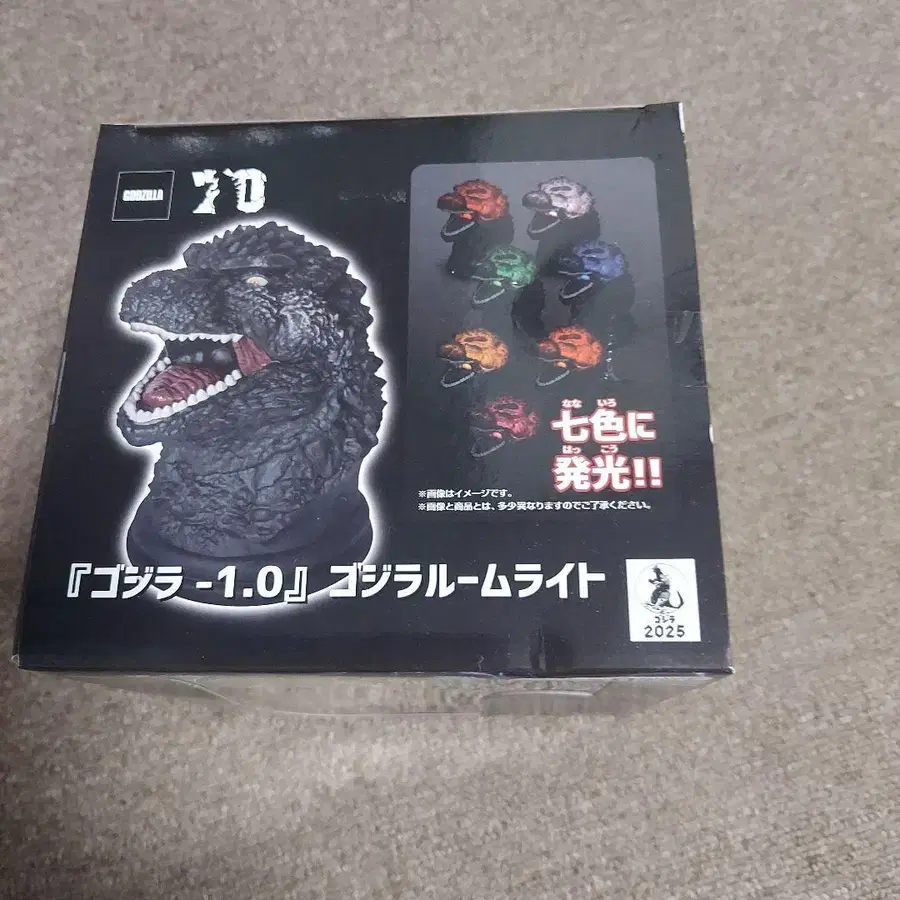 GODZILLA
70
なないろ
七色に
はっこう
発光!!
※画像はイメージです。
※画像と商品とは、多少異なりますのでご了承ください。
『ゴジラ -1.0』 ゴジラルームライト
ゴジラ
2025